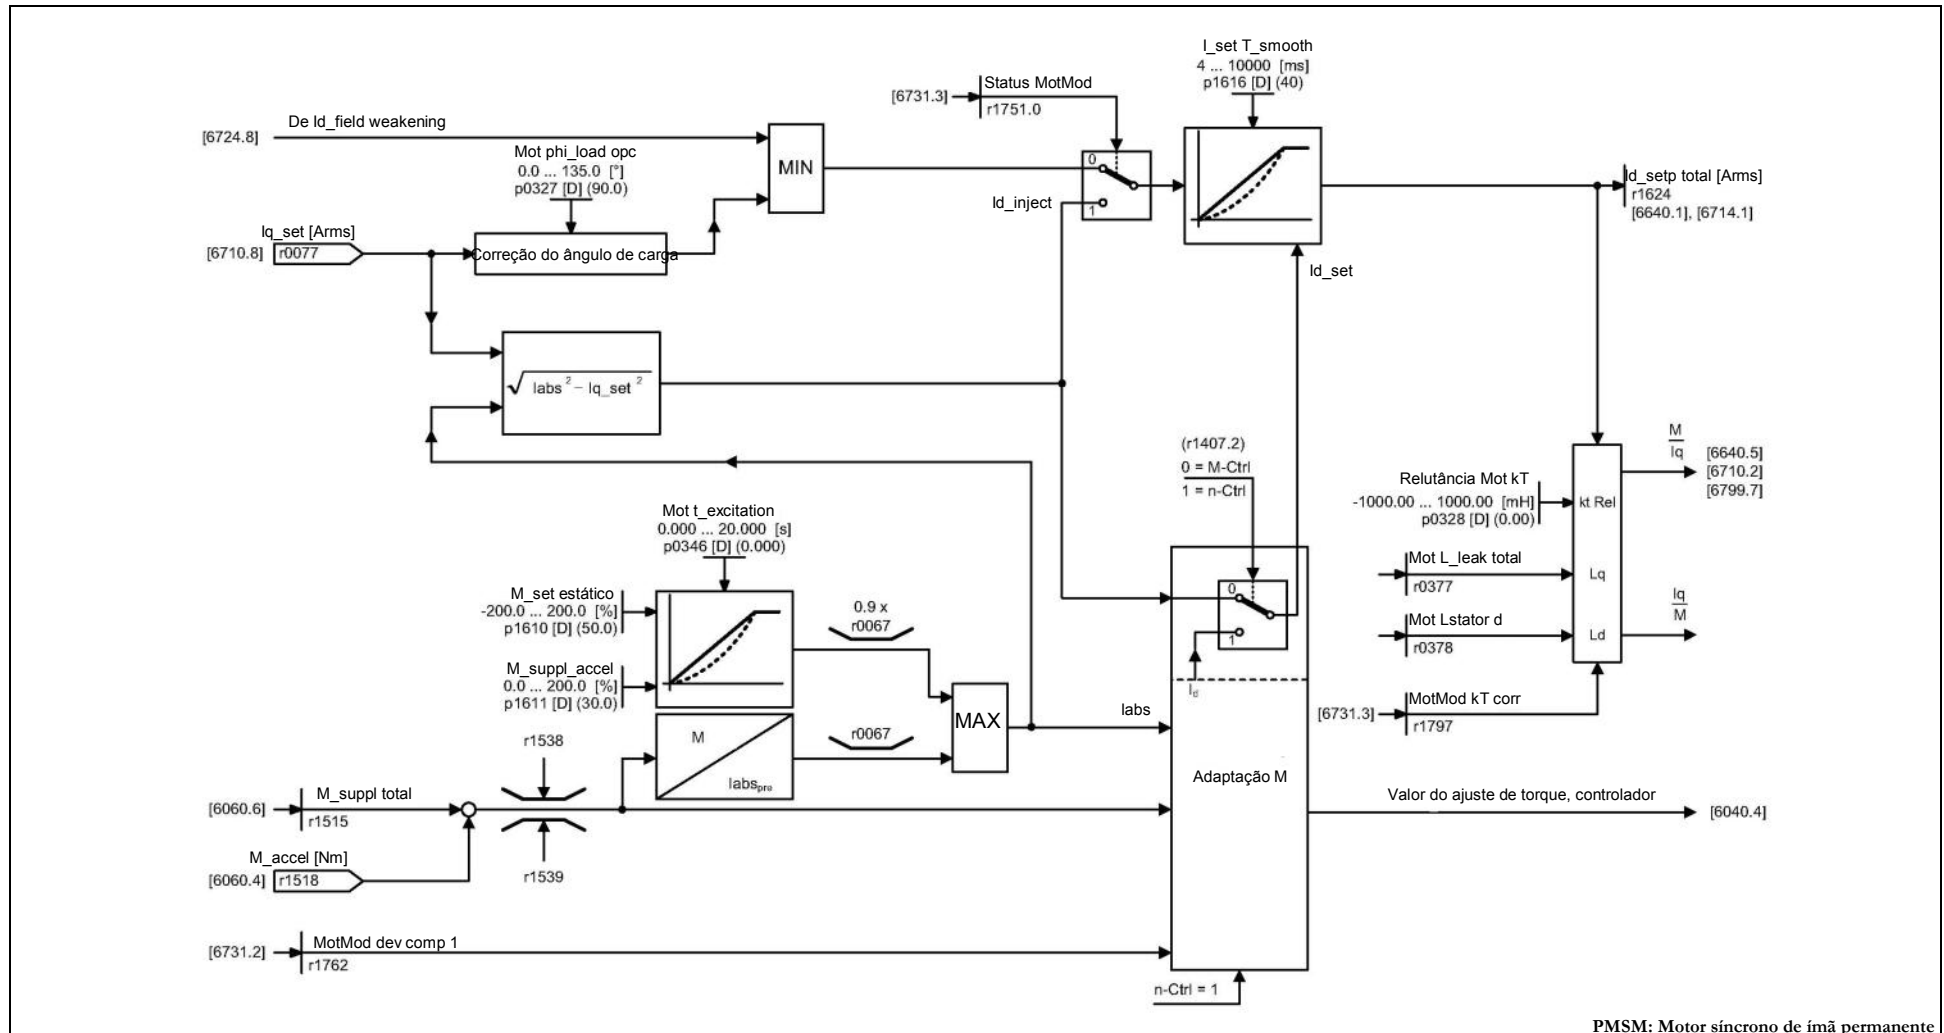 I_set T_smooth
4 ... 10000 [ms]
p1616 [D] (40)
Status MotMod
[6731.3]
r1751.0
De Id_field weakening
[6724.8]
Mot phi_load opc
0.0 ... 135.0 [°]
p0327 [D] (90.0)
MIN
0
1
Id_inject
Id_setp total [Arms]
r1624
[6640.1], [6714.1]
Iq_set [Arms]
[6710.8]
r0077
Correção do ângulo de carga
Id_set
√ Iabs ² – Iq_set ²
(r1407.2)
0 = M-Ctrl
1 = n-Ctrl
M
Iq
[6640.5]
[6710.2]
[6799.7]
Relutância Mot kT
-1000.00 ... 1000.00 [mH]
p0328 [D] (0.00)
kt Rel
Mot t_excitation
0.000 ... 20.000 [s]
p0346 [D] (0.000)
Mot L_leak total
r0377
Lq
M_set estático
-200.0 ... 200.0 [%]
p1610 [D] (50.0)
0.9 x
r0067
0
1
Iq
M
Mot Lstator d
r0378
Ld
M_suppl_accel
0.0 ... 200.0 [%]
p1611 [D] (30.0)
I_d
MAX
Iabs
MotMod kT corr
[6731.3]
r1797
r1538
M
Iabs_pre
r0067
Adaptação M
M_suppl total
[6060.6]
r1515
Valor do ajuste de torque, controlador
[6040.4]
M_accel [Nm]
[6060.4]
r1518
r1539
MotMod dev comp 1
[6731.2]
r1762
n-Ctrl = 1
PMSM: Motor síncrono de ímã permanente